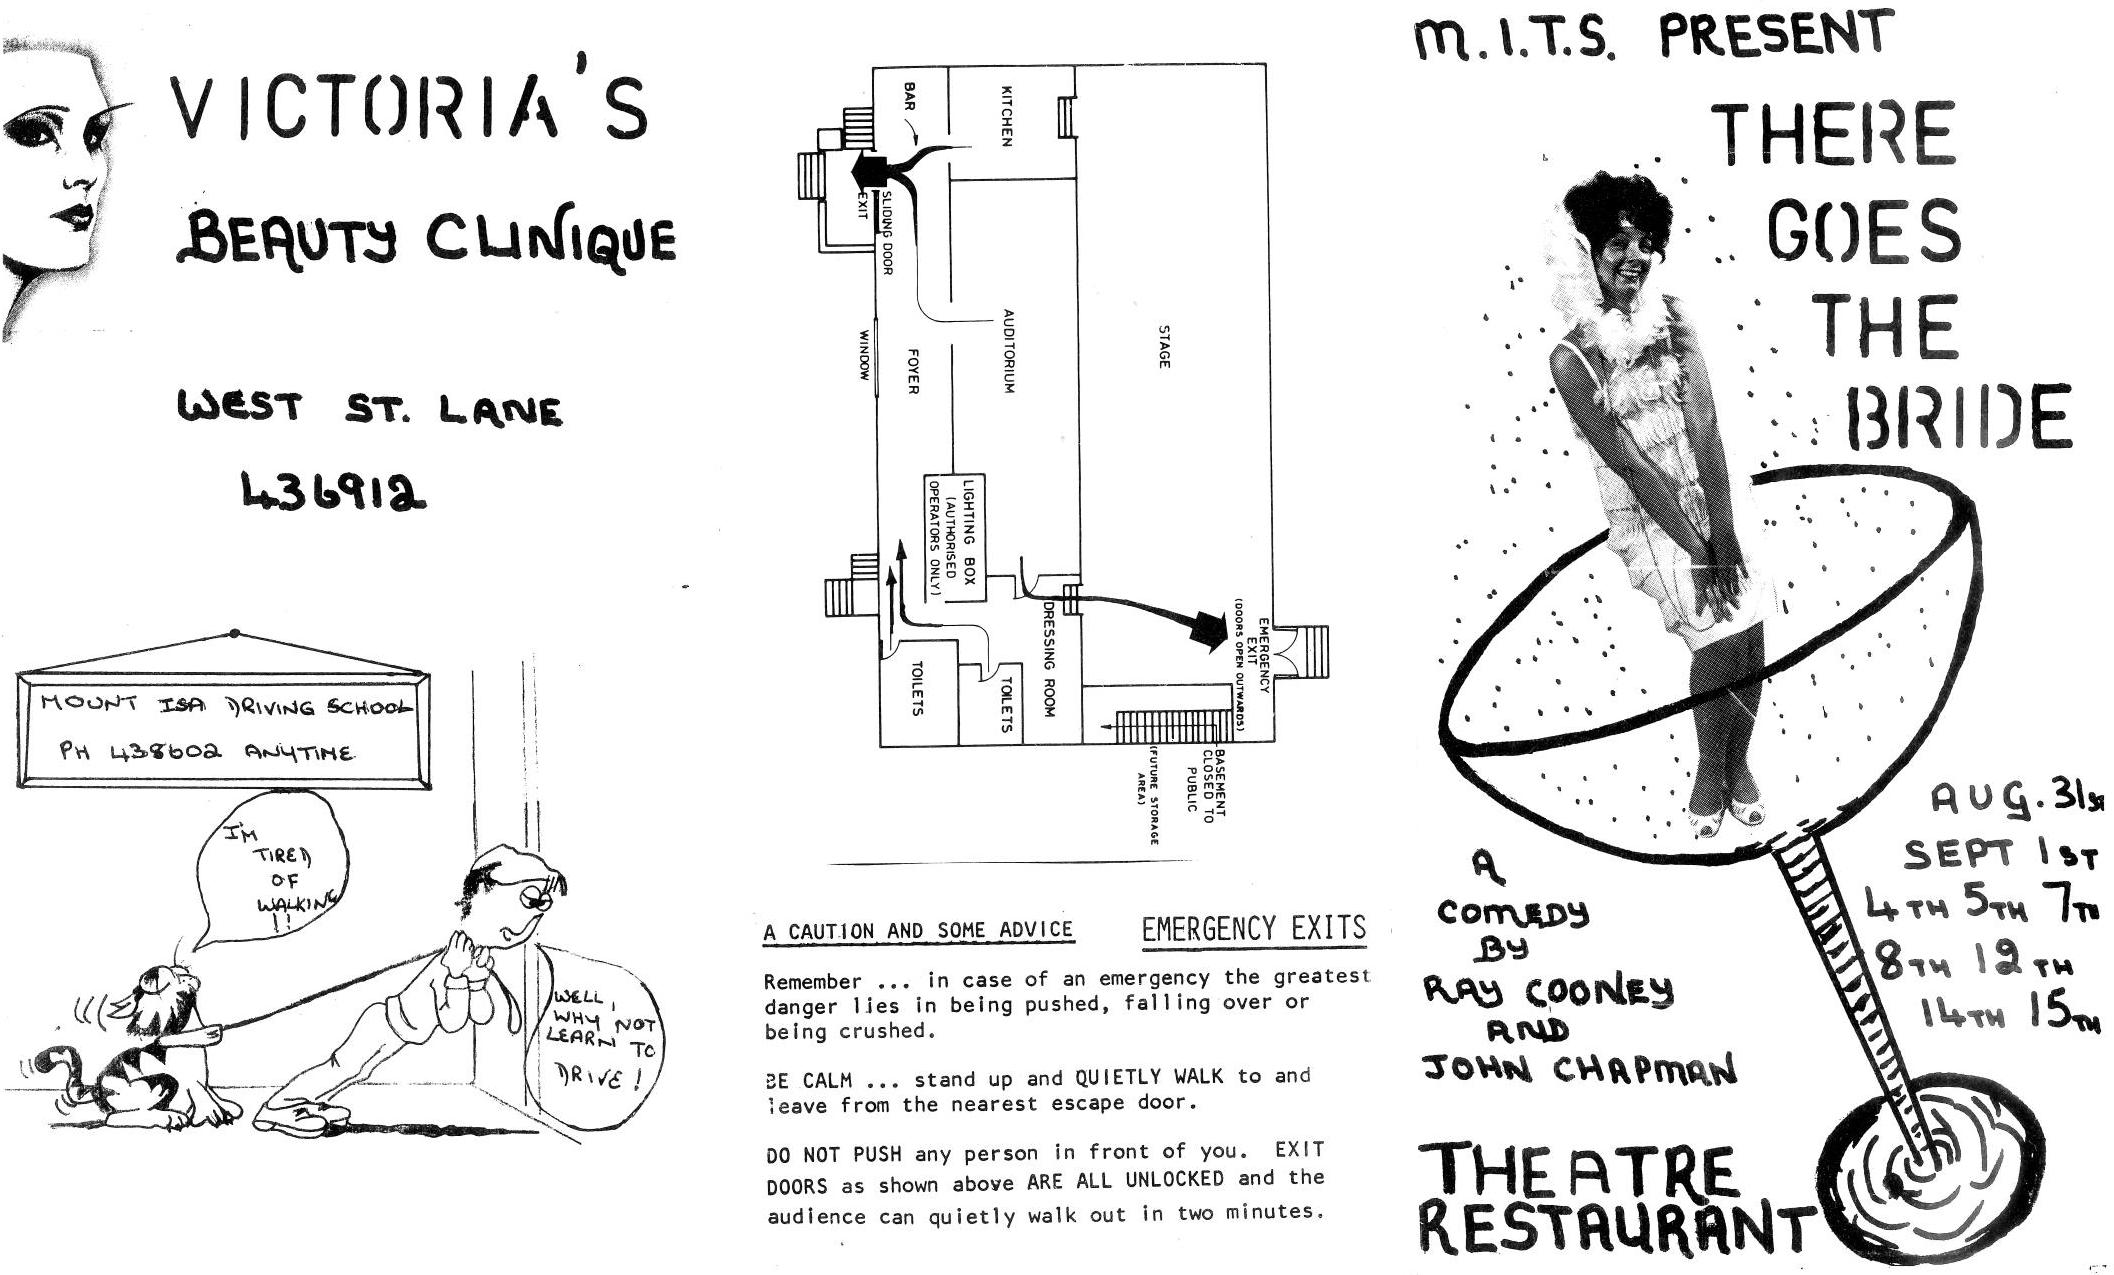 VICTORIA'S
BEAUTY CLINIQUE
WEST ST. LANE
436912
MOUNT ISA DRIVING SCHOOL
PH 438602 ANYTIME
I'M
TIRED
OF
WALKING
!!
WELL,
WHY NOT
LEARN TO
DRIVE!
BAR
KITCHEN
EXIT
SLIDING DOOR
WINDOW
FOYER
AUDITORIUM
STAGE
LIGHTING BOX
(AUTHORISED
OPERATORS ONLY)
DRESSING ROOM
TOILETS
TOILETS
EMERGENCY
EXIT
(DOORS OPEN OUTWARDS)
BASEMENT
CLOSED TO
PUBLIC
(FUTURE STORAGE
AREA)
A CAUTION AND SOME ADVICE EMERGENCY EXITS
Remember ... in case of an emergency the greatest
danger lies in being pushed, falling over or
being crushed.
BE CALM ... stand up and QUIETLY WALK to and
leave from the nearest escape door.
DO NOT PUSH any person in front of you. EXIT
DOORS as shown above ARE ALL UNLOCKED and the
audience can quietly walk out in two minutes.
M.I.T.S. PRESENT
THERE
GOES
THE
BRIDE
AUG. 31ST
SEPT 1ST
4TH 5TH 7TH
8TH 12TH
14TH 15TH
A
COMEDY
BY
RAY COONEY
AND
JOHN CHAPMAN
THEATRE
RESTAURANT